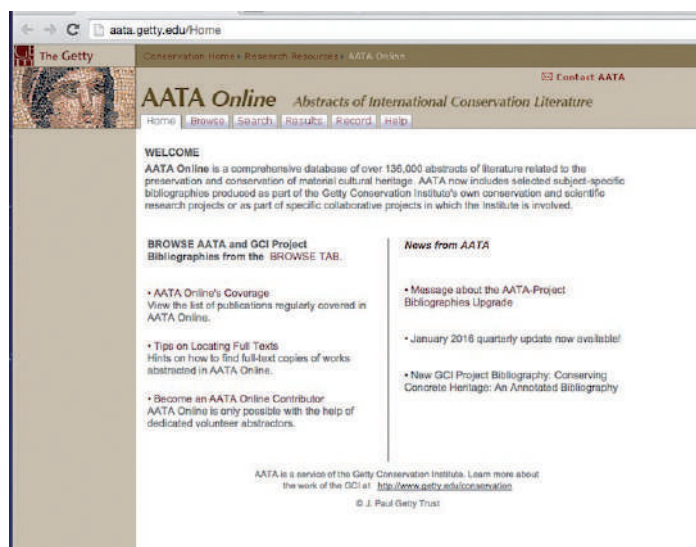 aata.getty.edu/Home
The Getty
Conservation Home Research Resources AATA Online
Contact AATA
AATA Online Abstracts of International Conservation Literature
Home Browse Search Results Record Help
WELCOME
AATA Online is a comprehensive database of over 136,000 abstracts of literature related to the
preservation and conservation of material cultural heritage. AATA now includes selected subject-specific
bibliographies produced as part of the Getty Conservation Institute's own conservation and scientific
research projects or as part of specific collaborative projects in which the Institute is involved.
BROWSE AATA and GCI Project
Bibliographies from the BROWSE TAB.
• AATA Online's Coverage
View the list of publications regularly covered in
AATA Online.
• Tips on Locating Full Texts
Hints on how to find full-text copies of works
abstracted in AATA Online.
• Become an AATA Online Contributor
AATA Online is only possible with the help of
dedicated volunteer abstractors.
News from AATA
• Message about the AATA-Project
Bibliographies Upgrade
• January 2016 quarterly update now available!
• New GCI Project Bibliography: Conserving
Concrete Heritage: An Annotated Bibliography
AATA is a service of the Getty Conservation Institute. Learn more about
the work of the GCI at http://www.getty.edu/conservation
© J. Paul Getty Trust